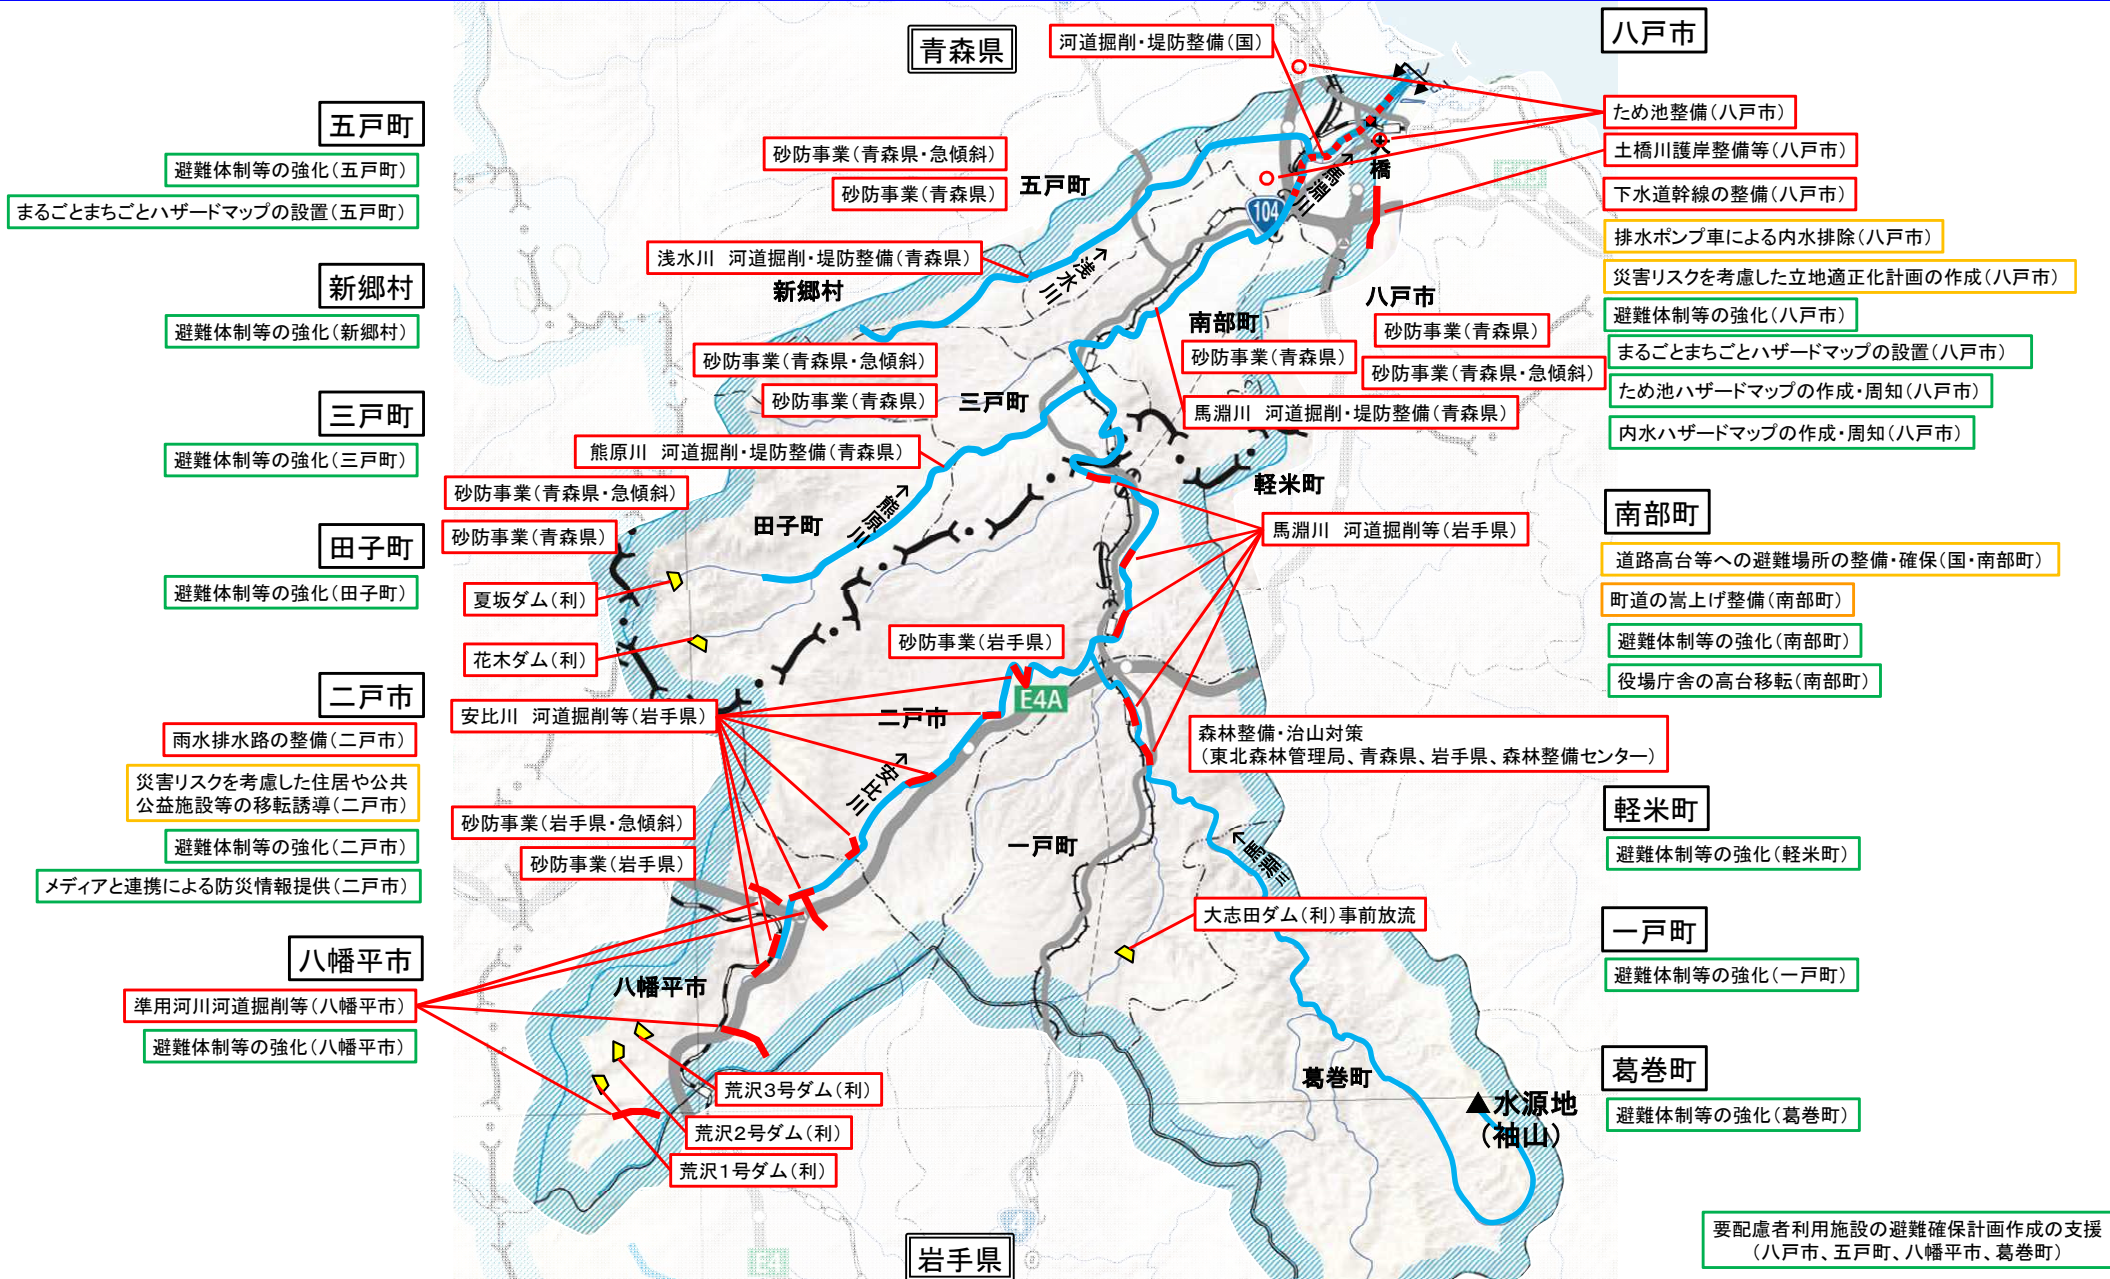 青森県
河道掘削・堤防整備(国)
八戸市
五戸町
避難体制等の強化(五戸町)
まるごとまちごとハザードマップの設置(五戸町)
新郷村
避難体制等の強化(新郷村)
三戸町
避難体制等の強化(三戸町)
田子町
避難体制等の強化(田子町)
二戸市
雨水排水路の整備(二戸市)
災害リスクを考慮した住居や公共
公益施設等の移転誘導(二戸市)
避難体制等の強化(二戸市)
メディアと連携による防災情報提供(二戸市)
八幡平市
準用河川河道掘削等(八幡平市)
避難体制等の強化(八幡平市)
砂防事業(青森県・急傾斜)
砂防事業(青森県)
五戸町
浅水川 河道掘削・堤防整備(青森県)
新郷村
→浅水川
大橋
→馬淵川
104
八戸市
砂防事業(青森県)
砂防事業(青森県・急傾斜)
南部町
砂防事業(青森県)
馬淵川 河道掘削・堤防整備(青森県)
砂防事業(青森県・急傾斜)
砂防事業(青森県)
三戸町
熊原川 河道掘削・堤防整備(青森県)
砂防事業(青森県・急傾斜)
砂防事業(青森県)
田子町
→熊原川
軽米町
馬淵川 河道掘削等(岩手県)
夏坂ダム(利)
花木ダム(利)
砂防事業(岩手県)
E4A
安比川 河道掘削等(岩手県)
二戸市
→安比川
森林整備・治山対策
(東北森林管理局、青森県、岩手県、森林整備センター)
砂防事業(岩手県・急傾斜)
砂防事業(岩手県)
一戸町
→馬淵川
大志田ダム(利)事前放流
八幡平市
荒沢3号ダム(利)
荒沢2号ダム(利)
荒沢1号ダム(利)
葛巻町
▲水源地
(袖山)
岩手県
E4
4
ため池整備(八戸市)
土橋川護岸整備等(八戸市)
下水道幹線の整備(八戸市)
排水ポンプ車による内水排除(八戸市)
災害リスクを考慮した立地適正化計画の作成(八戸市)
避難体制等の強化(八戸市)
まるごとまちごとハザードマップの設置(八戸市)
ため池ハザードマップの作成・周知(八戸市)
内水ハザードマップの作成・周知(八戸市)
南部町
道路高台等への避難場所の整備・確保(国・南部町)
町道の嵩上げ整備(南部町)
避難体制等の強化(南部町)
役場庁舎の高台移転(南部町)
軽米町
避難体制等の強化(軽米町)
一戸町
避難体制等の強化(一戸町)
葛巻町
避難体制等の強化(葛巻町)
要配慮者利用施設の避難確保計画作成の支援
(八戸市、五戸町、八幡平市、葛巻町)